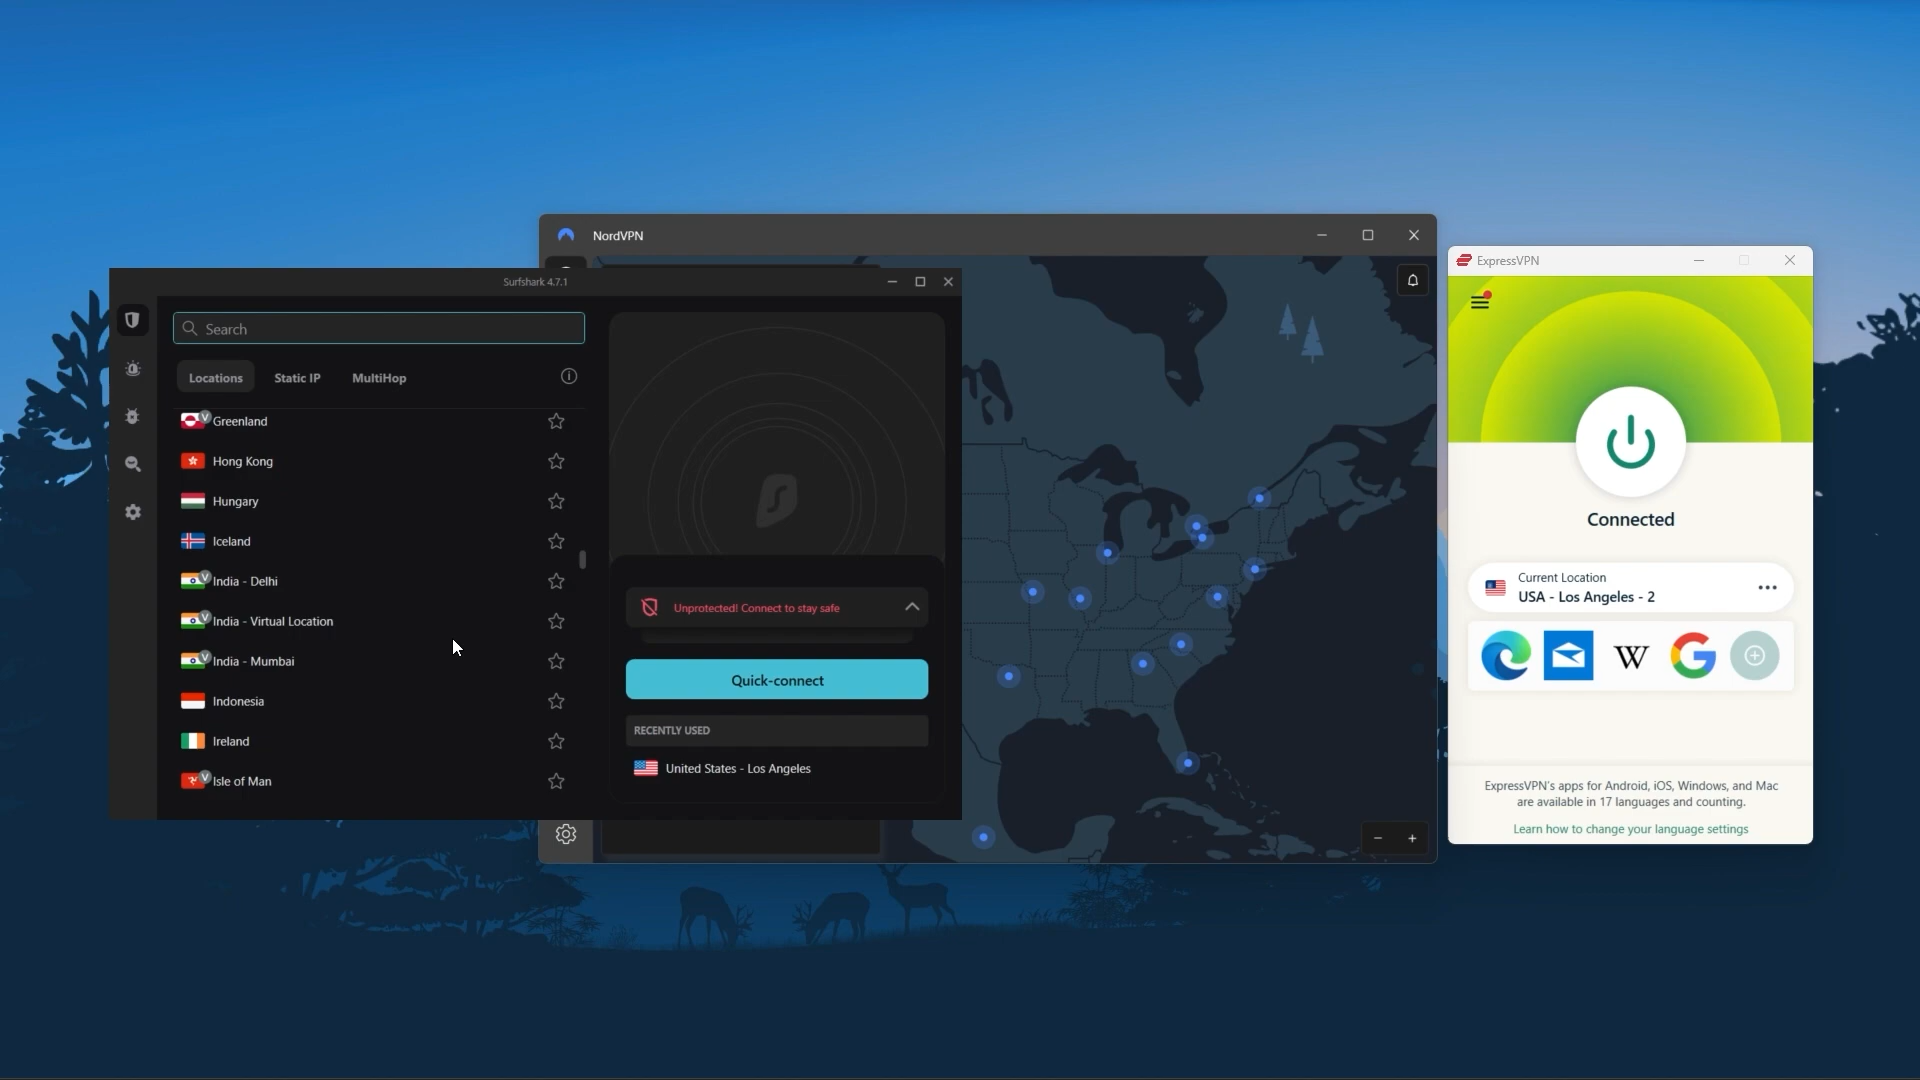 NordVPN
Surfshark 4.7.1
Search
Locations
Static IP
MultiHop
Greenland
Hong Kong
Hungary
Iceland
India - Delhi
India - Virtual Location
India - Mumbai
Indonesia
Ireland
Isle of Man
V
V
V
V
V
Unprotected! Connect to stay safe
Quick-connect
RECENTLY USED
United States - Los Angeles
ExpressVPN
Connected
Current Location
USA - Los Angeles - 2
W
ExpressVPN's apps for Android, iOS, Windows, and Mac
are available in 17 languages and counting.
Learn how to change your language settings